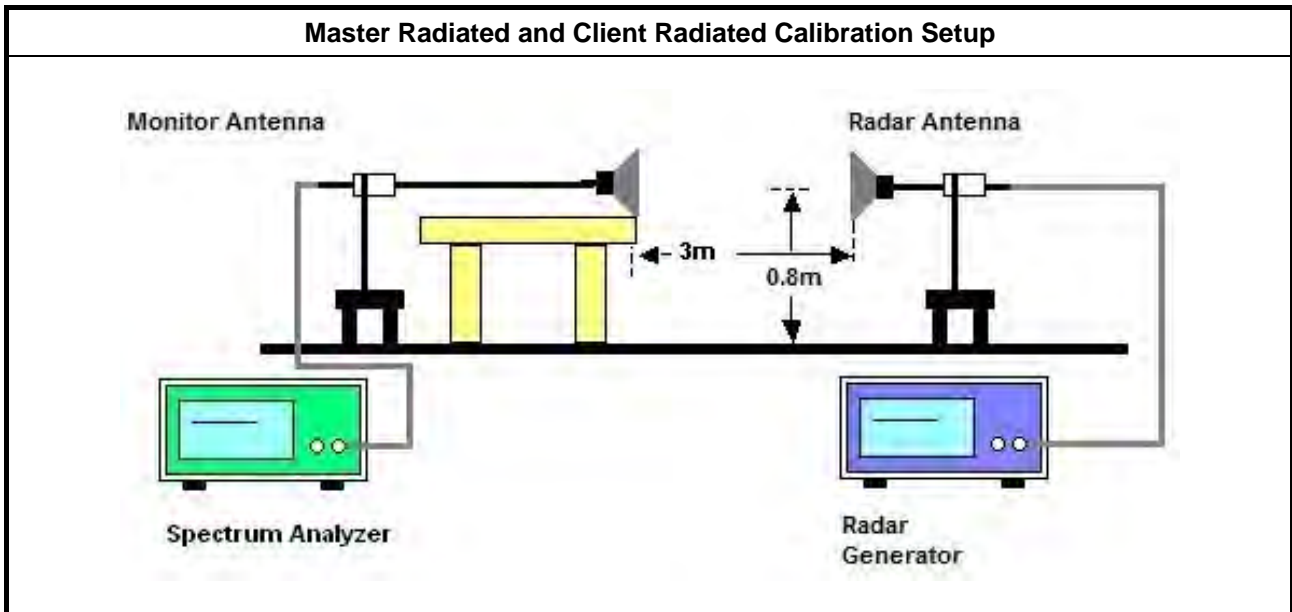 Master Radiated and Client Radiated Calibration Setup
Monitor Antenna
Radar Antenna
3m
0.8m
Spectrum Analyzer
Radar
Generator